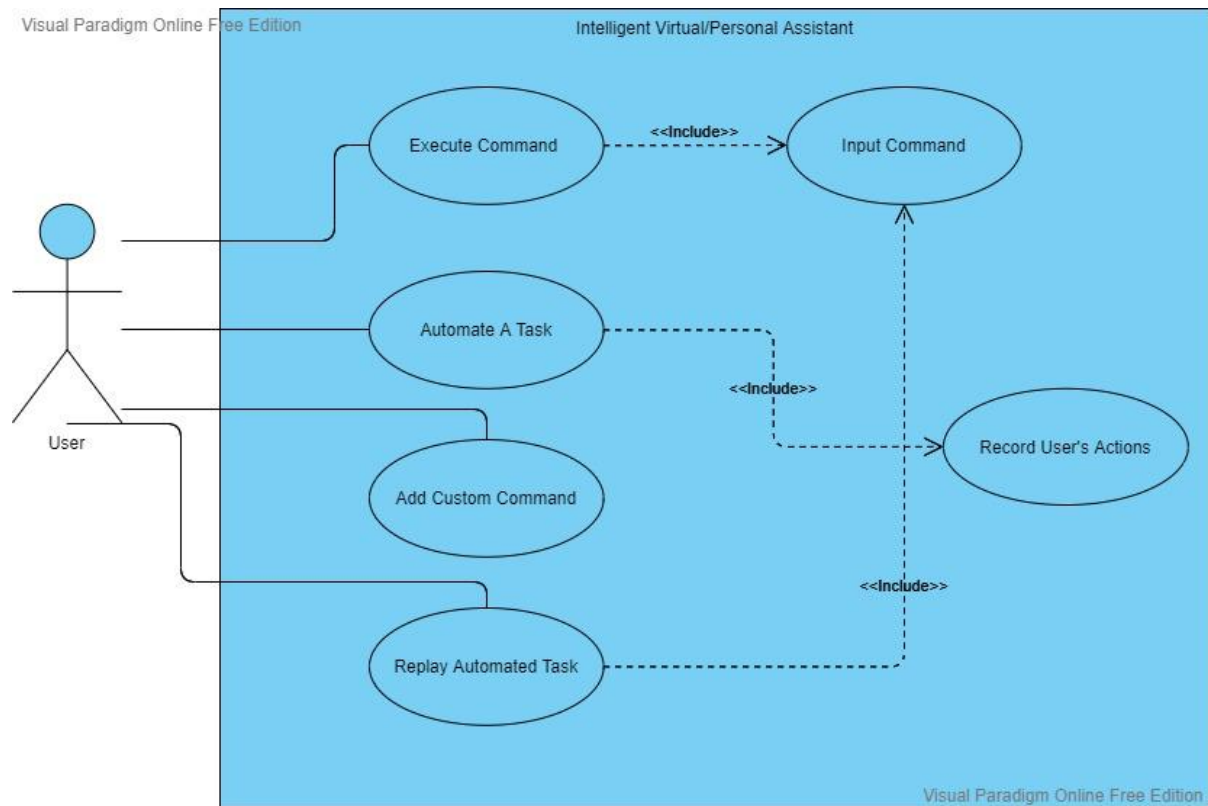 Visual Paradigm Online Free Edition
Intelligent Virtual/Personal Assistant
Execute Command
<<Include>>
Input Command
Automate A Task
<<Include>>
User
Record User's Actions
Add Custom Command
<<Include>>
Replay Automated Task
Visual Paradigm Online Free Edition